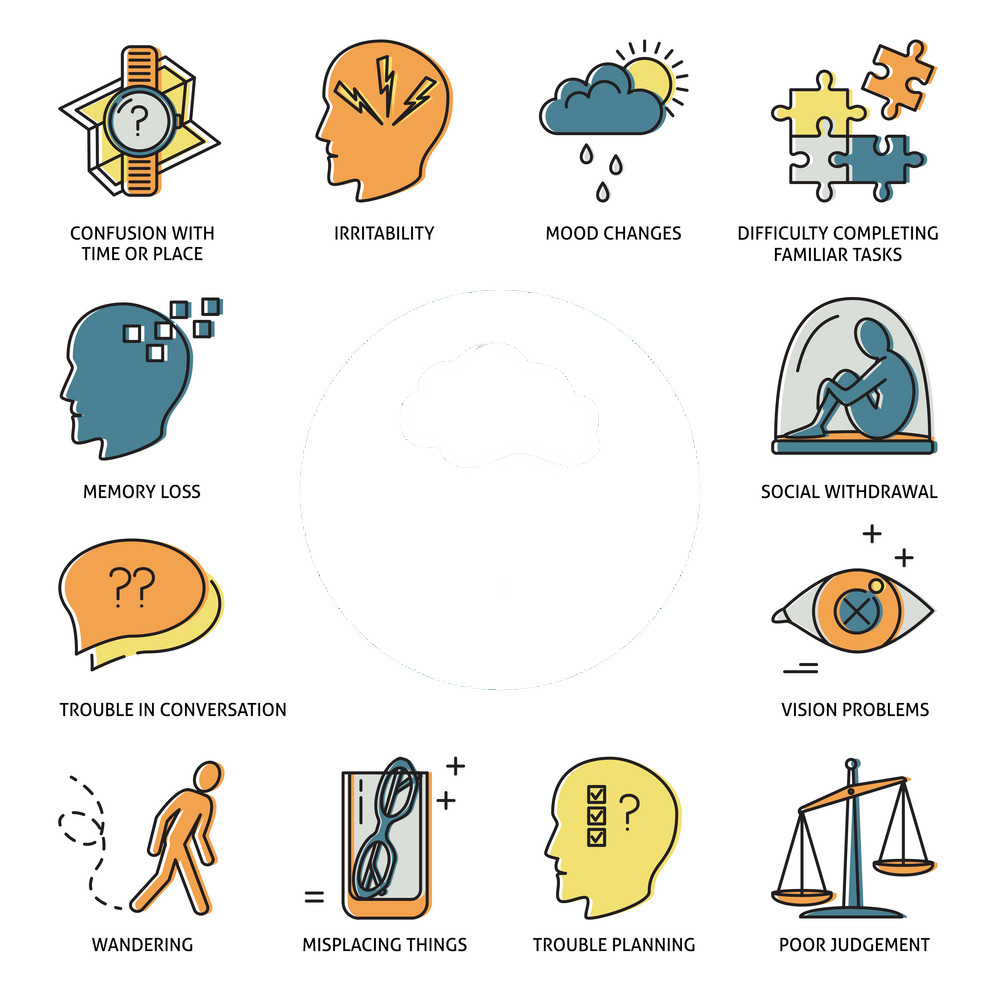 ?
CONFUSION WITH
TIME OR PLACE
IRRITABILITY
MOOD CHANGES
DIFFICULTY COMPLETING
FAMILIAR TASKS
MEMORY LOSS
SOCIAL WITHDRAWAL
??
TROUBLE IN CONVERSATION
VISION PROBLEMS
WANDERING
MISPLACING THINGS
?
TROUBLE PLANNING
POOR JUDGEMENT